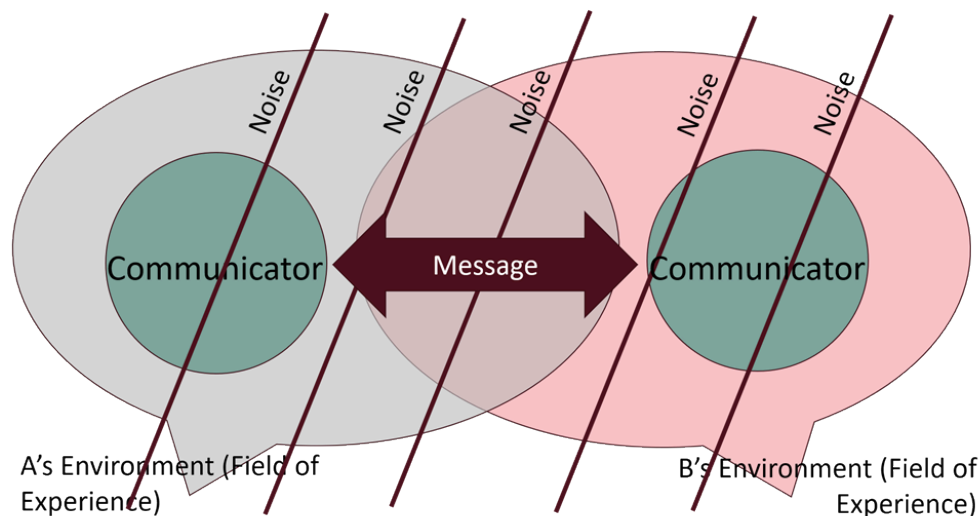 Noise
Noise
Noise
Noise
Noise
Communicator
Message
Communicator
A's Environment (Field of
Experience)
B's Environment (Field of
Experience)